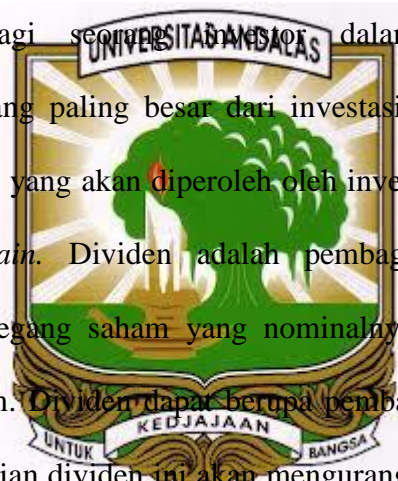 agi seorang investor dalam
UNIVERSITAS ANDALAS
ang paling besar dari investasi
yang akan diperoleh oleh inve
ain. Dividen adalah pembag
egang saham yang nominalny
n. Dividen dapat berupa pemba
KEDJAJAAN
UNTUK BANGSA
ian dividen ini akan mengurang